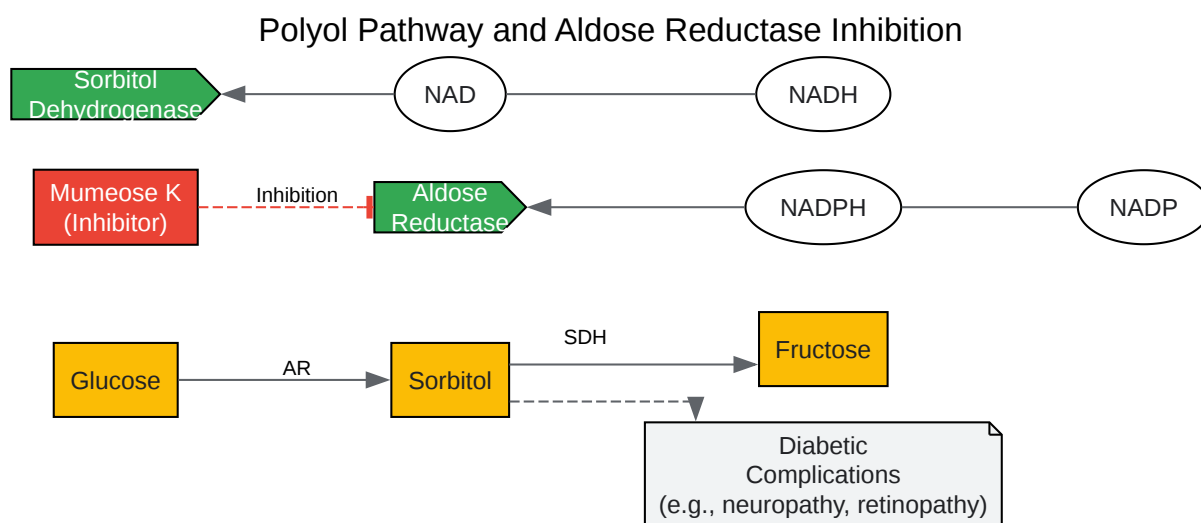 Polyol Pathway and Aldose Reductase Inhibition
Sorbitol
Dehydrogenase
NAD
NADH
Mumeose K
(Inhibitor)
Inhibition
Aldose
Reductase
NADPH
NADP
Glucose
AR
Sorbitol
SDH
Fructose
Diabetic
Complications
(e.g., neuropathy, retinopathy)